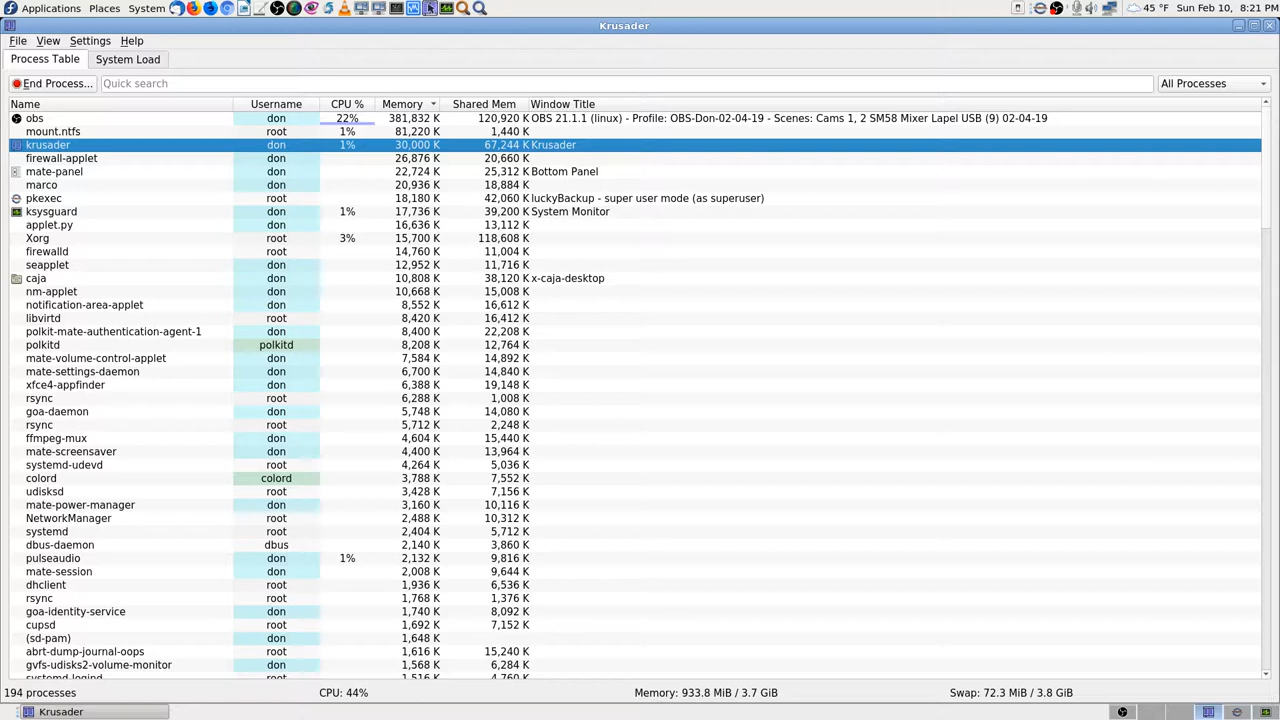 Applications Places System 45 °F Sun Feb 10, 8:21 PM
Krusader
File View Settings Help
Process Table System Load
End Process... Quick search All Processes
Name Username CPU % Memory Shared Mem Window Title
obs don 22% 381,832 K 120,920 K OBS 21.1.1 (linux) - Profile: OBS-Don-02-04-19 - Scenes: Cams 1, 2 SM58 Mixer Lapel USB (9) 02-04-19
mount.ntfs root 1% 81,220 K 1,440 K
krusader don 1% 30,000 K 67,244 K Krusader
firewall-applet don 26,876 K 20,660 K
mate-panel don 22,724 K 25,312 K Bottom Panel
marco don 20,936 K 18,884 K
pkexec root 18,180 K 42,060 K luckyBackup - super user mode (as superuser)
ksysguard don 1% 17,736 K 39,200 K System Monitor
applet.py don 16,636 K 13,112 K
Xorg root 3% 15,700 K 118,608 K
firewalld root 14,760 K 11,004 K
seapplet don 12,952 K 11,716 K
caja don 10,808 K 38,120 K x-caja-desktop
nm-applet don 10,668 K 15,008 K
notification-area-applet don 8,552 K 16,612 K
libvirtd root 8,420 K 16,412 K
polkit-mate-authentication-agent-1 don 8,400 K 22,208 K
polkitd polkitd 8,208 K 12,764 K
mate-volume-control-applet don 7,584 K 14,892 K
mate-settings-daemon don 6,700 K 14,840 K
xfce4-appfinder don 6,388 K 19,148 K
rsync root 6,288 K 1,008 K
goa-daemon don 5,748 K 14,080 K
rsync root 5,712 K 2,248 K
ffmpeg-mux don 4,604 K 15,440 K
mate-screensaver don 4,400 K 13,964 K
systemd-udevd root 4,264 K 5,036 K
colord colord 3,788 K 7,552 K
udisksd root 3,428 K 7,156 K
mate-power-manager don 3,160 K 10,116 K
NetworkManager root 2,488 K 10,312 K
systemd root 2,404 K 5,712 K
dbus-daemon dbus 2,140 K 3,860 K
pulseaudio don 1% 2,132 K 9,816 K
mate-session don 2,008 K 9,644 K
dhclient root 1,936 K 6,536 K
rsync root 1,768 K 1,376 K
goa-identity-service don 1,740 K 8,092 K
cupsd root 1,692 K 7,152 K
(sd-pam) don 1,648 K
abrt-dump-journal-oops root 1,616 K 15,240 K
gvfs-udisks2-volume-monitor don 1,568 K 6,284 K
systemd-logind root 1,516 K 4,760 K
194 processes CPU: 44% Memory: 933.8 MiB / 3.7 GiB Swap: 72.3 MiB / 3.8 GiB
Krusader